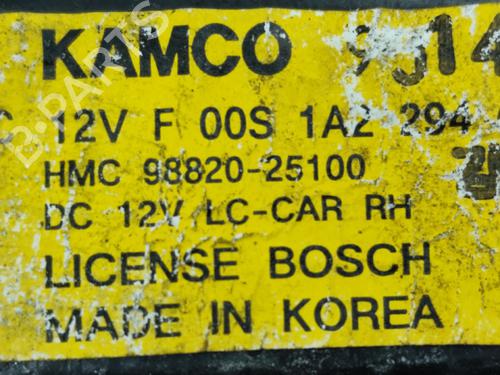 KAMCO
12V F 00S 1A2 294
HMC 98820-25100
DC 12V LC-CAR RH
LICENSE BOSCH
MADE IN KOREA
B-PARTS